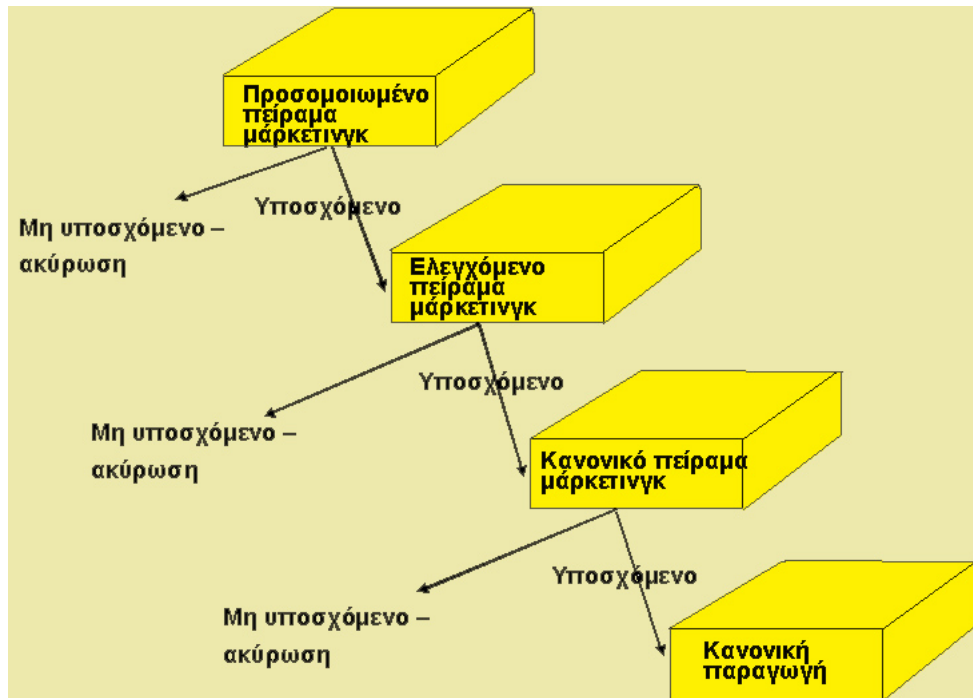 Προσομοιωμένο
πείραμα
μάρκετινγκ
Υποσχόμενο
Μη υποσχόμενο –
ακύρωση
Ελεγχόμενο
πείραμα
μάρκετινγκ
Υποσχόμενο
Μη υποσχόμενο –
ακύρωση
Κανονικό πείραμα
μάρκετινγκ
Υποσχόμενο
Μη υποσχόμενο –
ακύρωση
Κανονική
παραγωγή